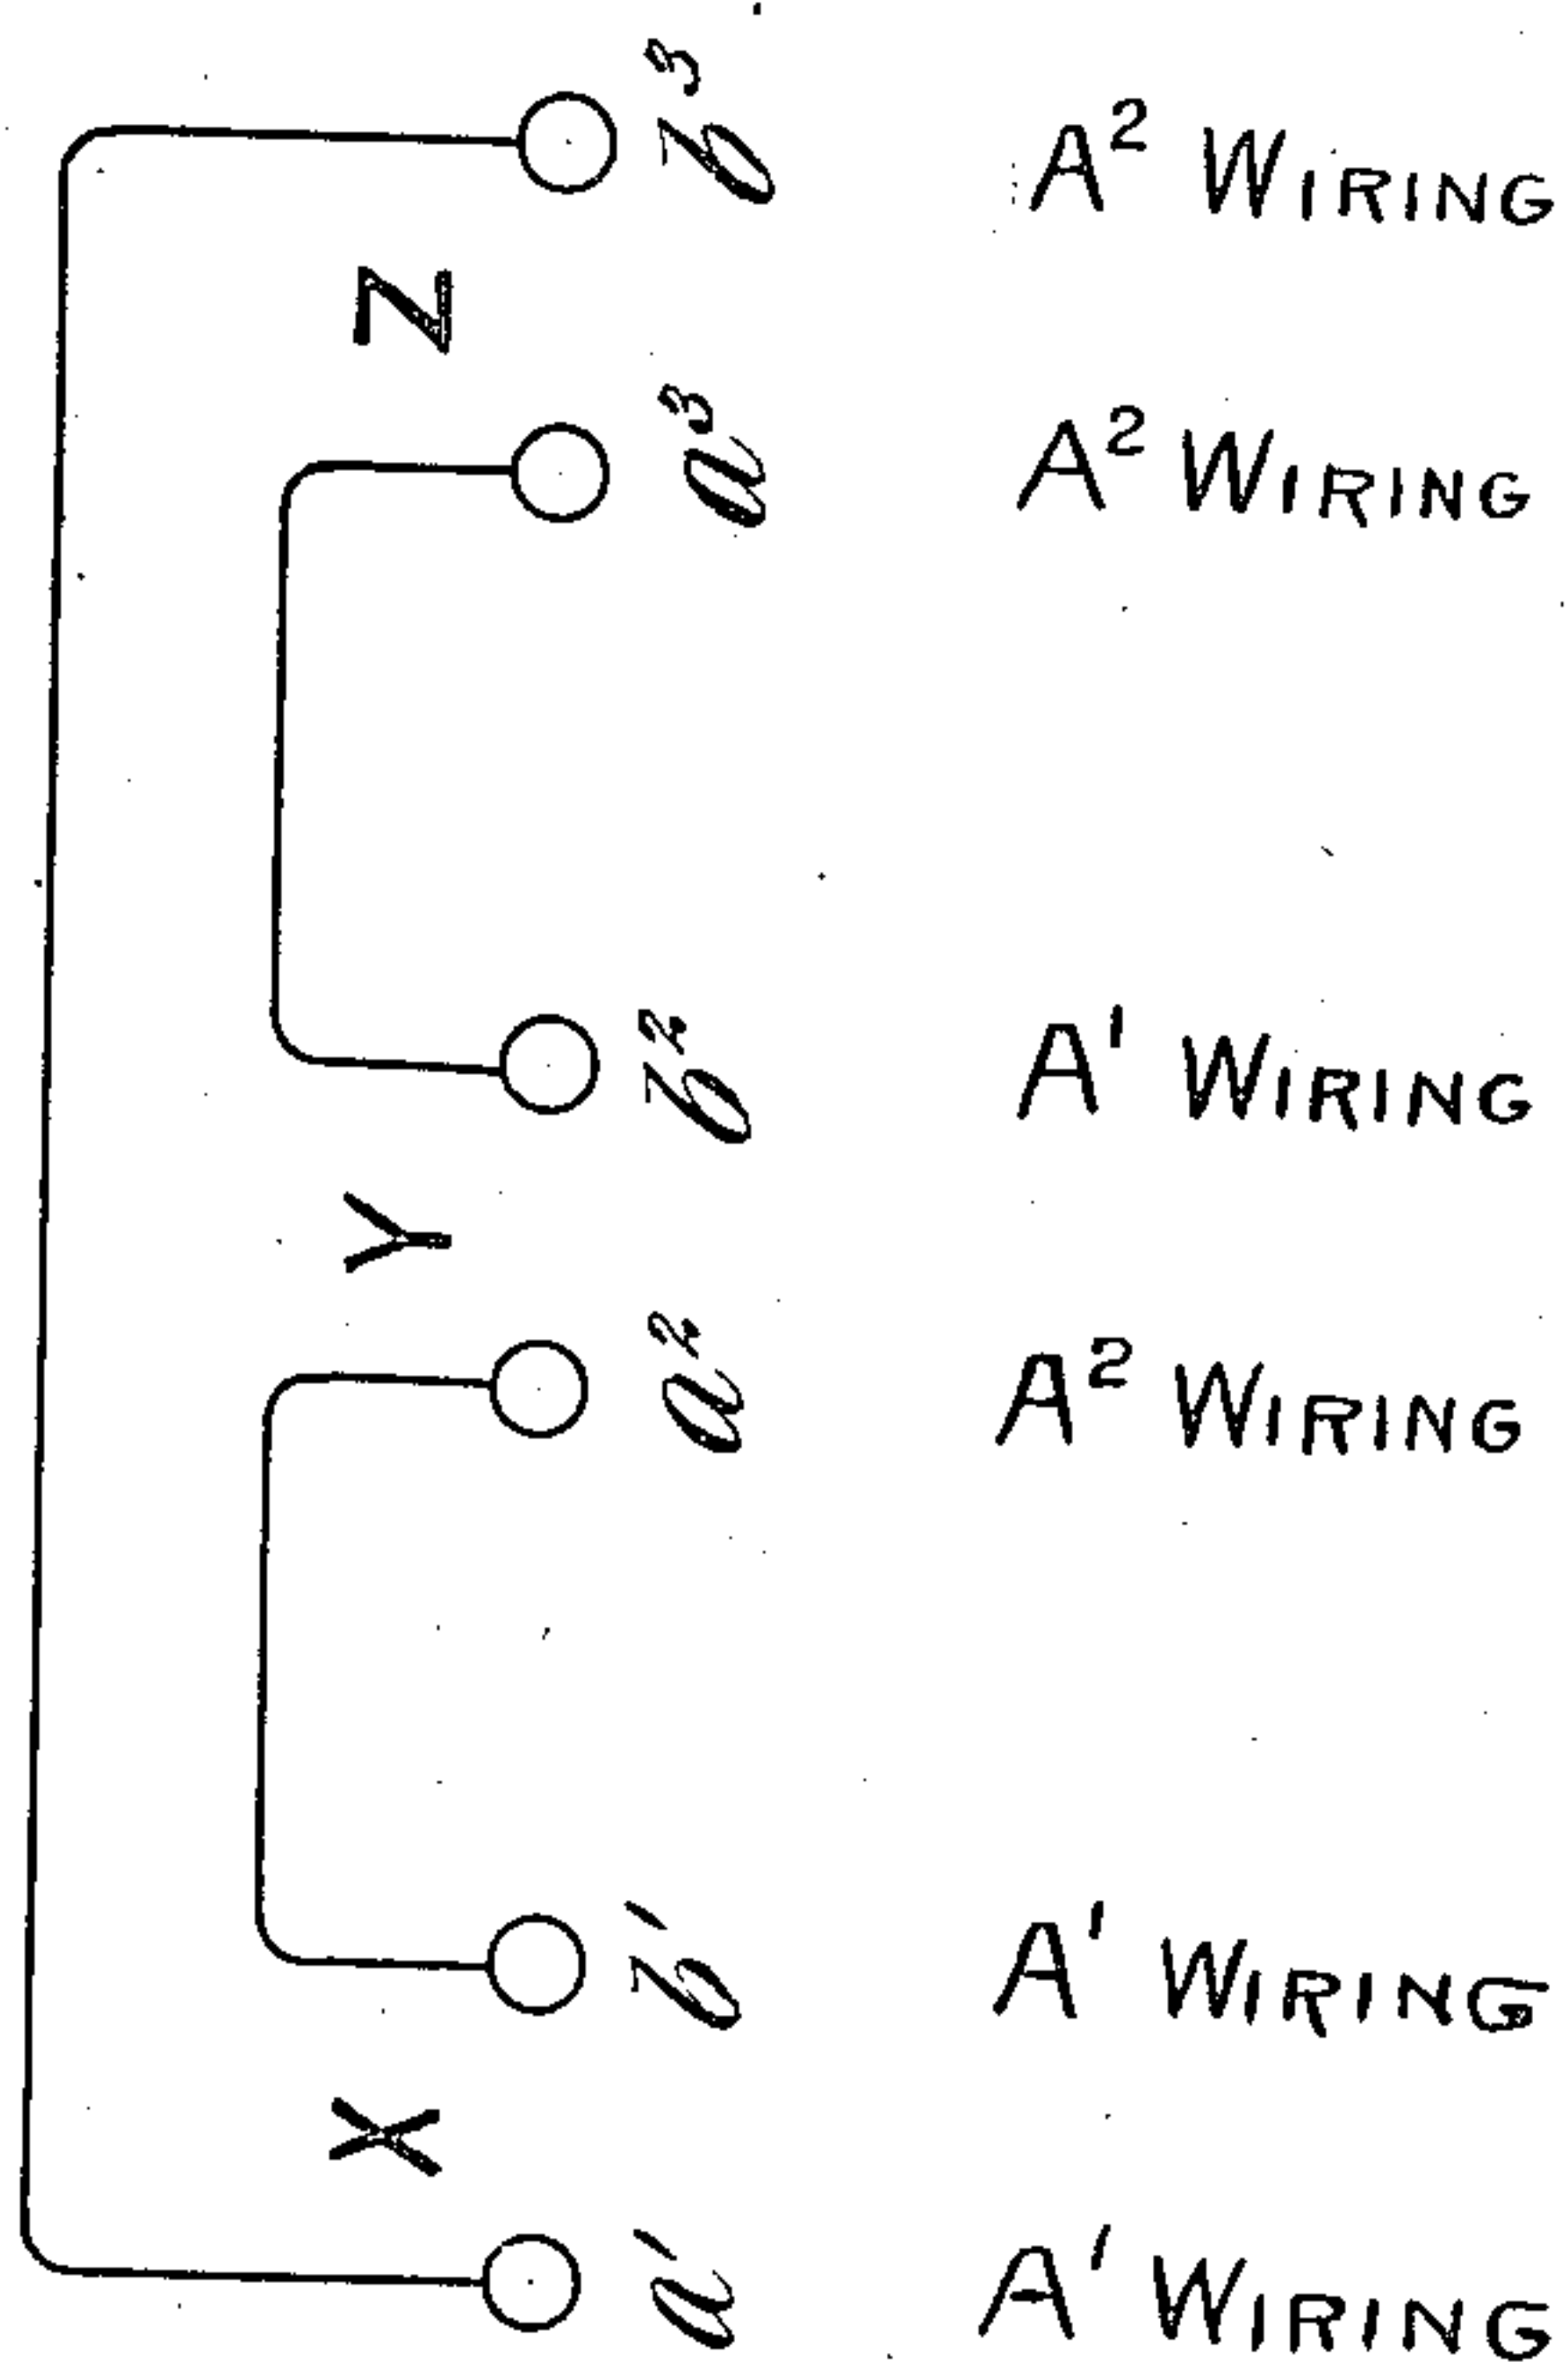 b³ A² WIRING
Z
a³ A² WIRING
b² A¹ WIRING
Y
a² A² WIRING
b¹ A¹ WIRING
X
a¹ A¹ WIRING